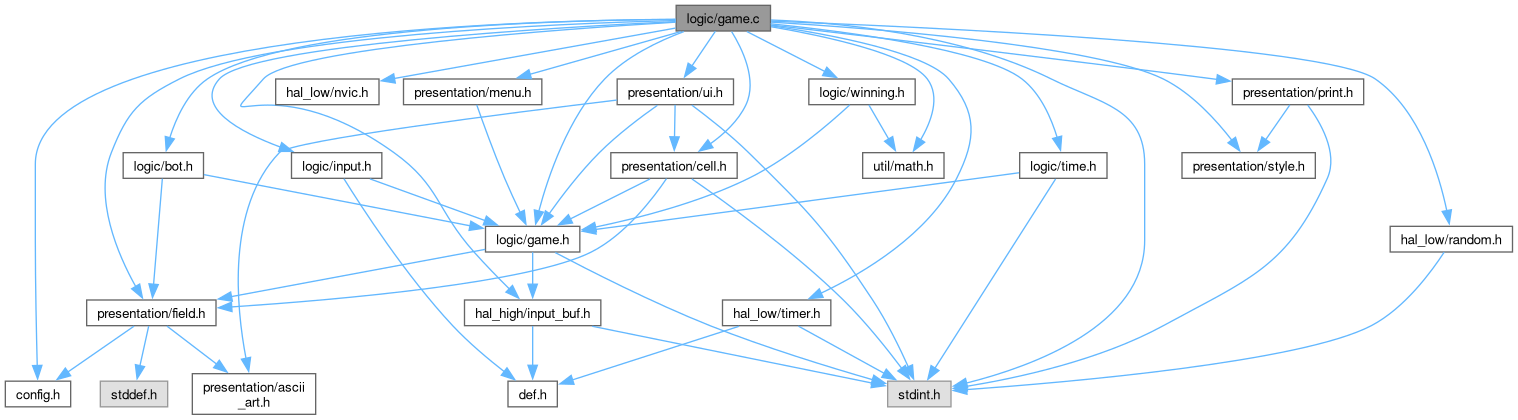 logic/game.c
hal_low/nvic.h
presentation/menu.h
presentation/ui.h
logic/winning.h
presentation/print.h
logic/bot.h
logic/input.h
presentation/cell.h
util/math.h
logic/time.h
presentation/style.h
logic/game.h
hal_low/random.h
presentation/field.h
hal_high/input_buf.h
hal_low/timer.h
config.h
stddef.h
presentation/ascii
_art.h
def.h
stdint.h